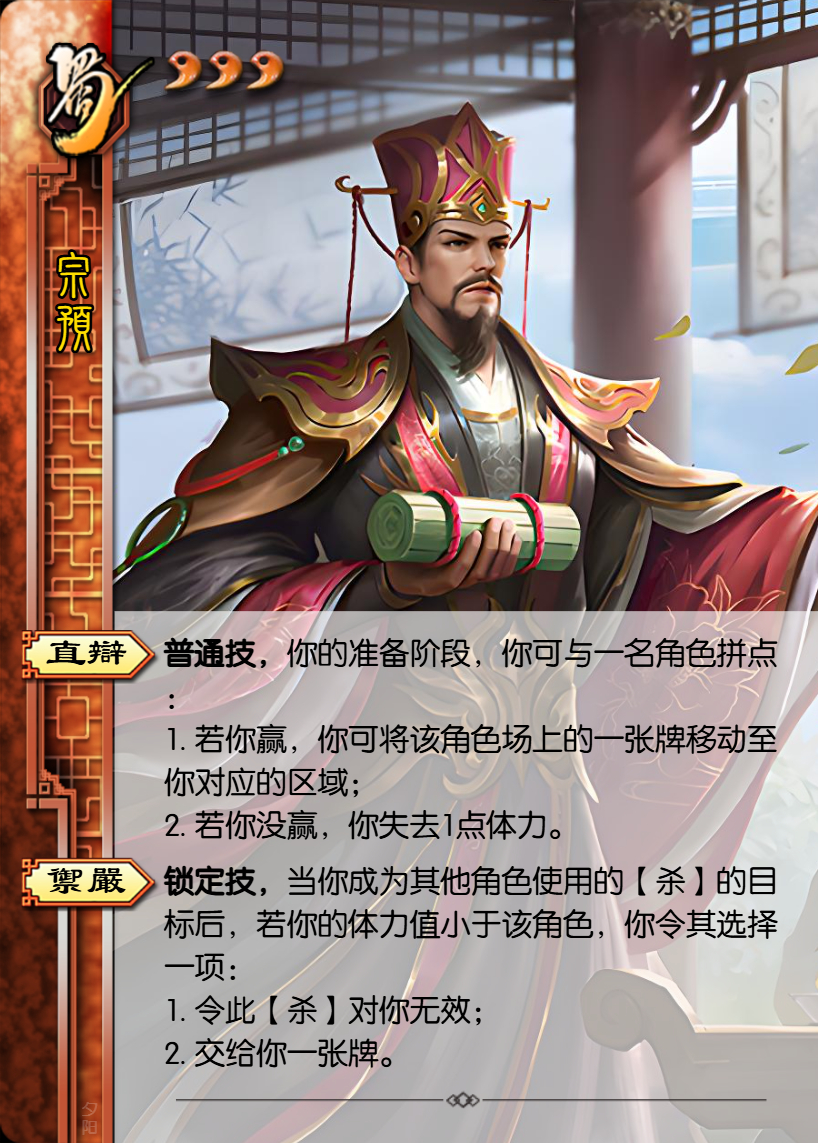 蜀
宗預
直辯
普通技，你的准备阶段，你可与一名角色拼点
：
1. 若你赢，你可将该角色场上的一张牌移动至
你对应的区域；
2. 若你没赢，你失去1点体力。
禦嚴
锁定技，当你成为其他角色使用的【杀】的目
标后，若你的体力值小于该角色，你令其选择
一项：
1. 令此【杀】对你无效；
2. 交给你一张牌。
夕阳